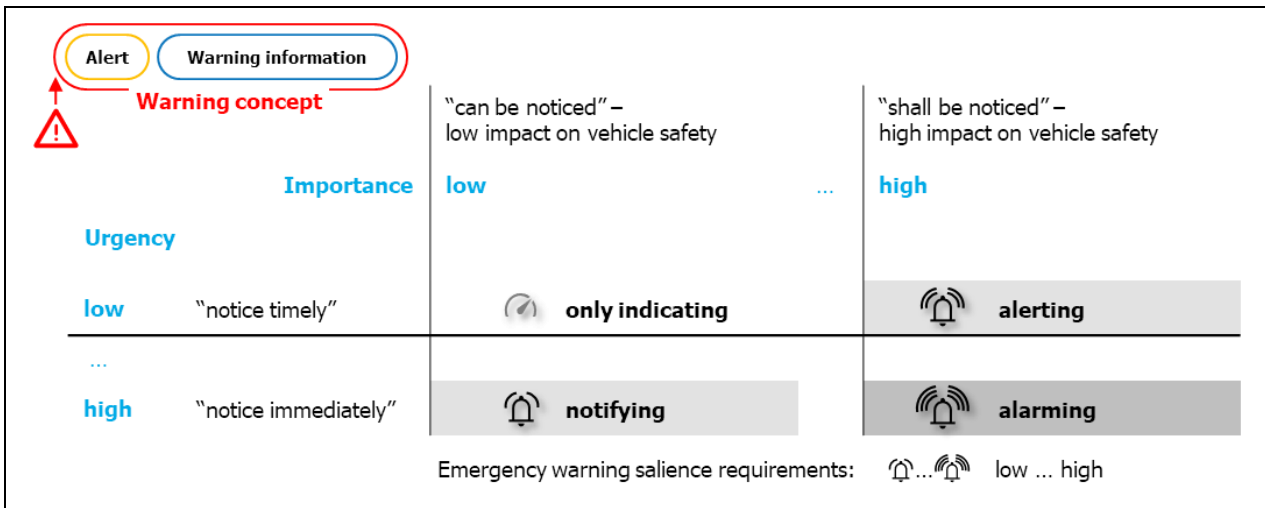 Alert Warning information
Warning concept
“can be noticed” –
low impact on vehicle safety
“shall be noticed” –
high impact on vehicle safety
Importance low ... high
Urgency
low “notice timely” only indicating alerting
...
high “notice immediately” notifying alarming
Emergency warning salience requirements: ... low ... high